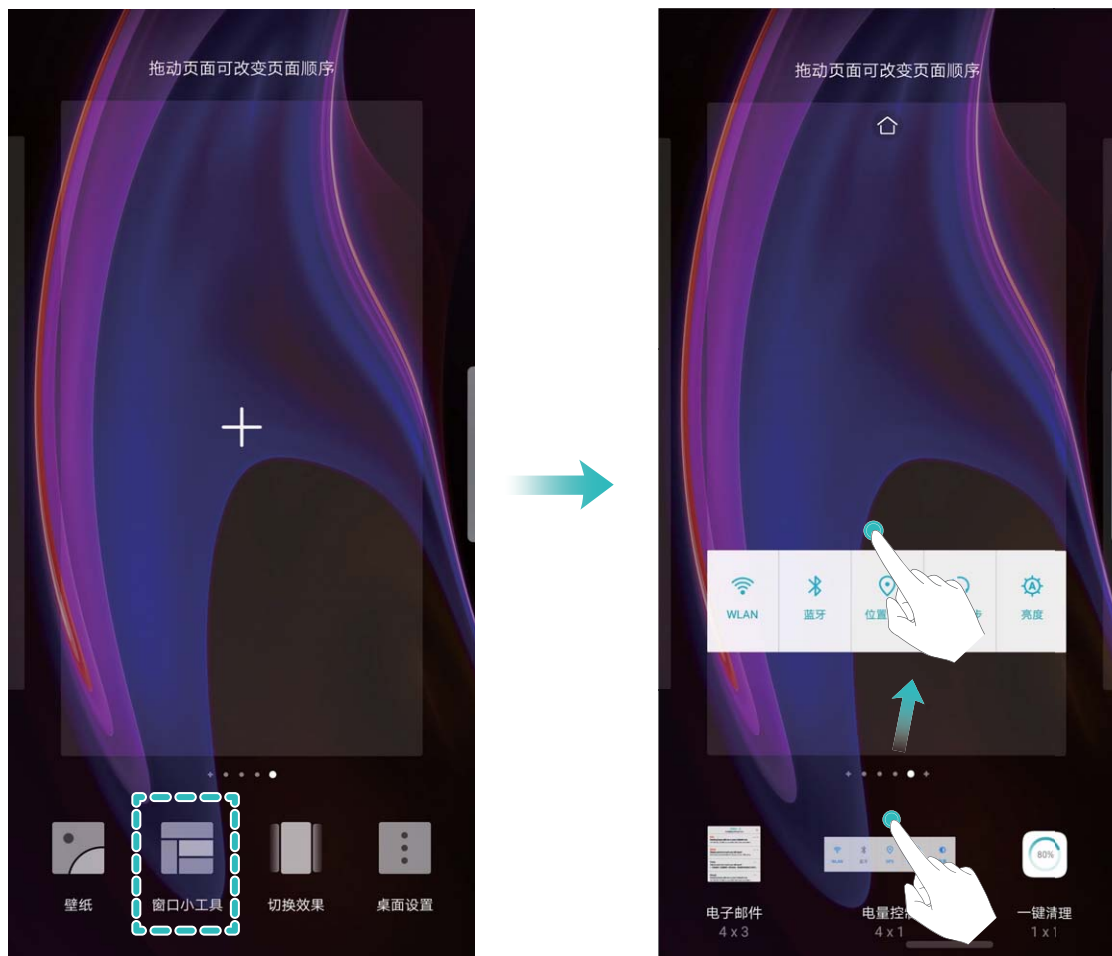 拖动页面可改变页面顺序
壁纸
窗口小工具
切换效果
桌面设置
拖动页面可改变页面顺序
WLAN
蓝牙
位置
亮度
80%
电子邮件
4 x 3
电量控
4 x 1
一键清理
1 x 1